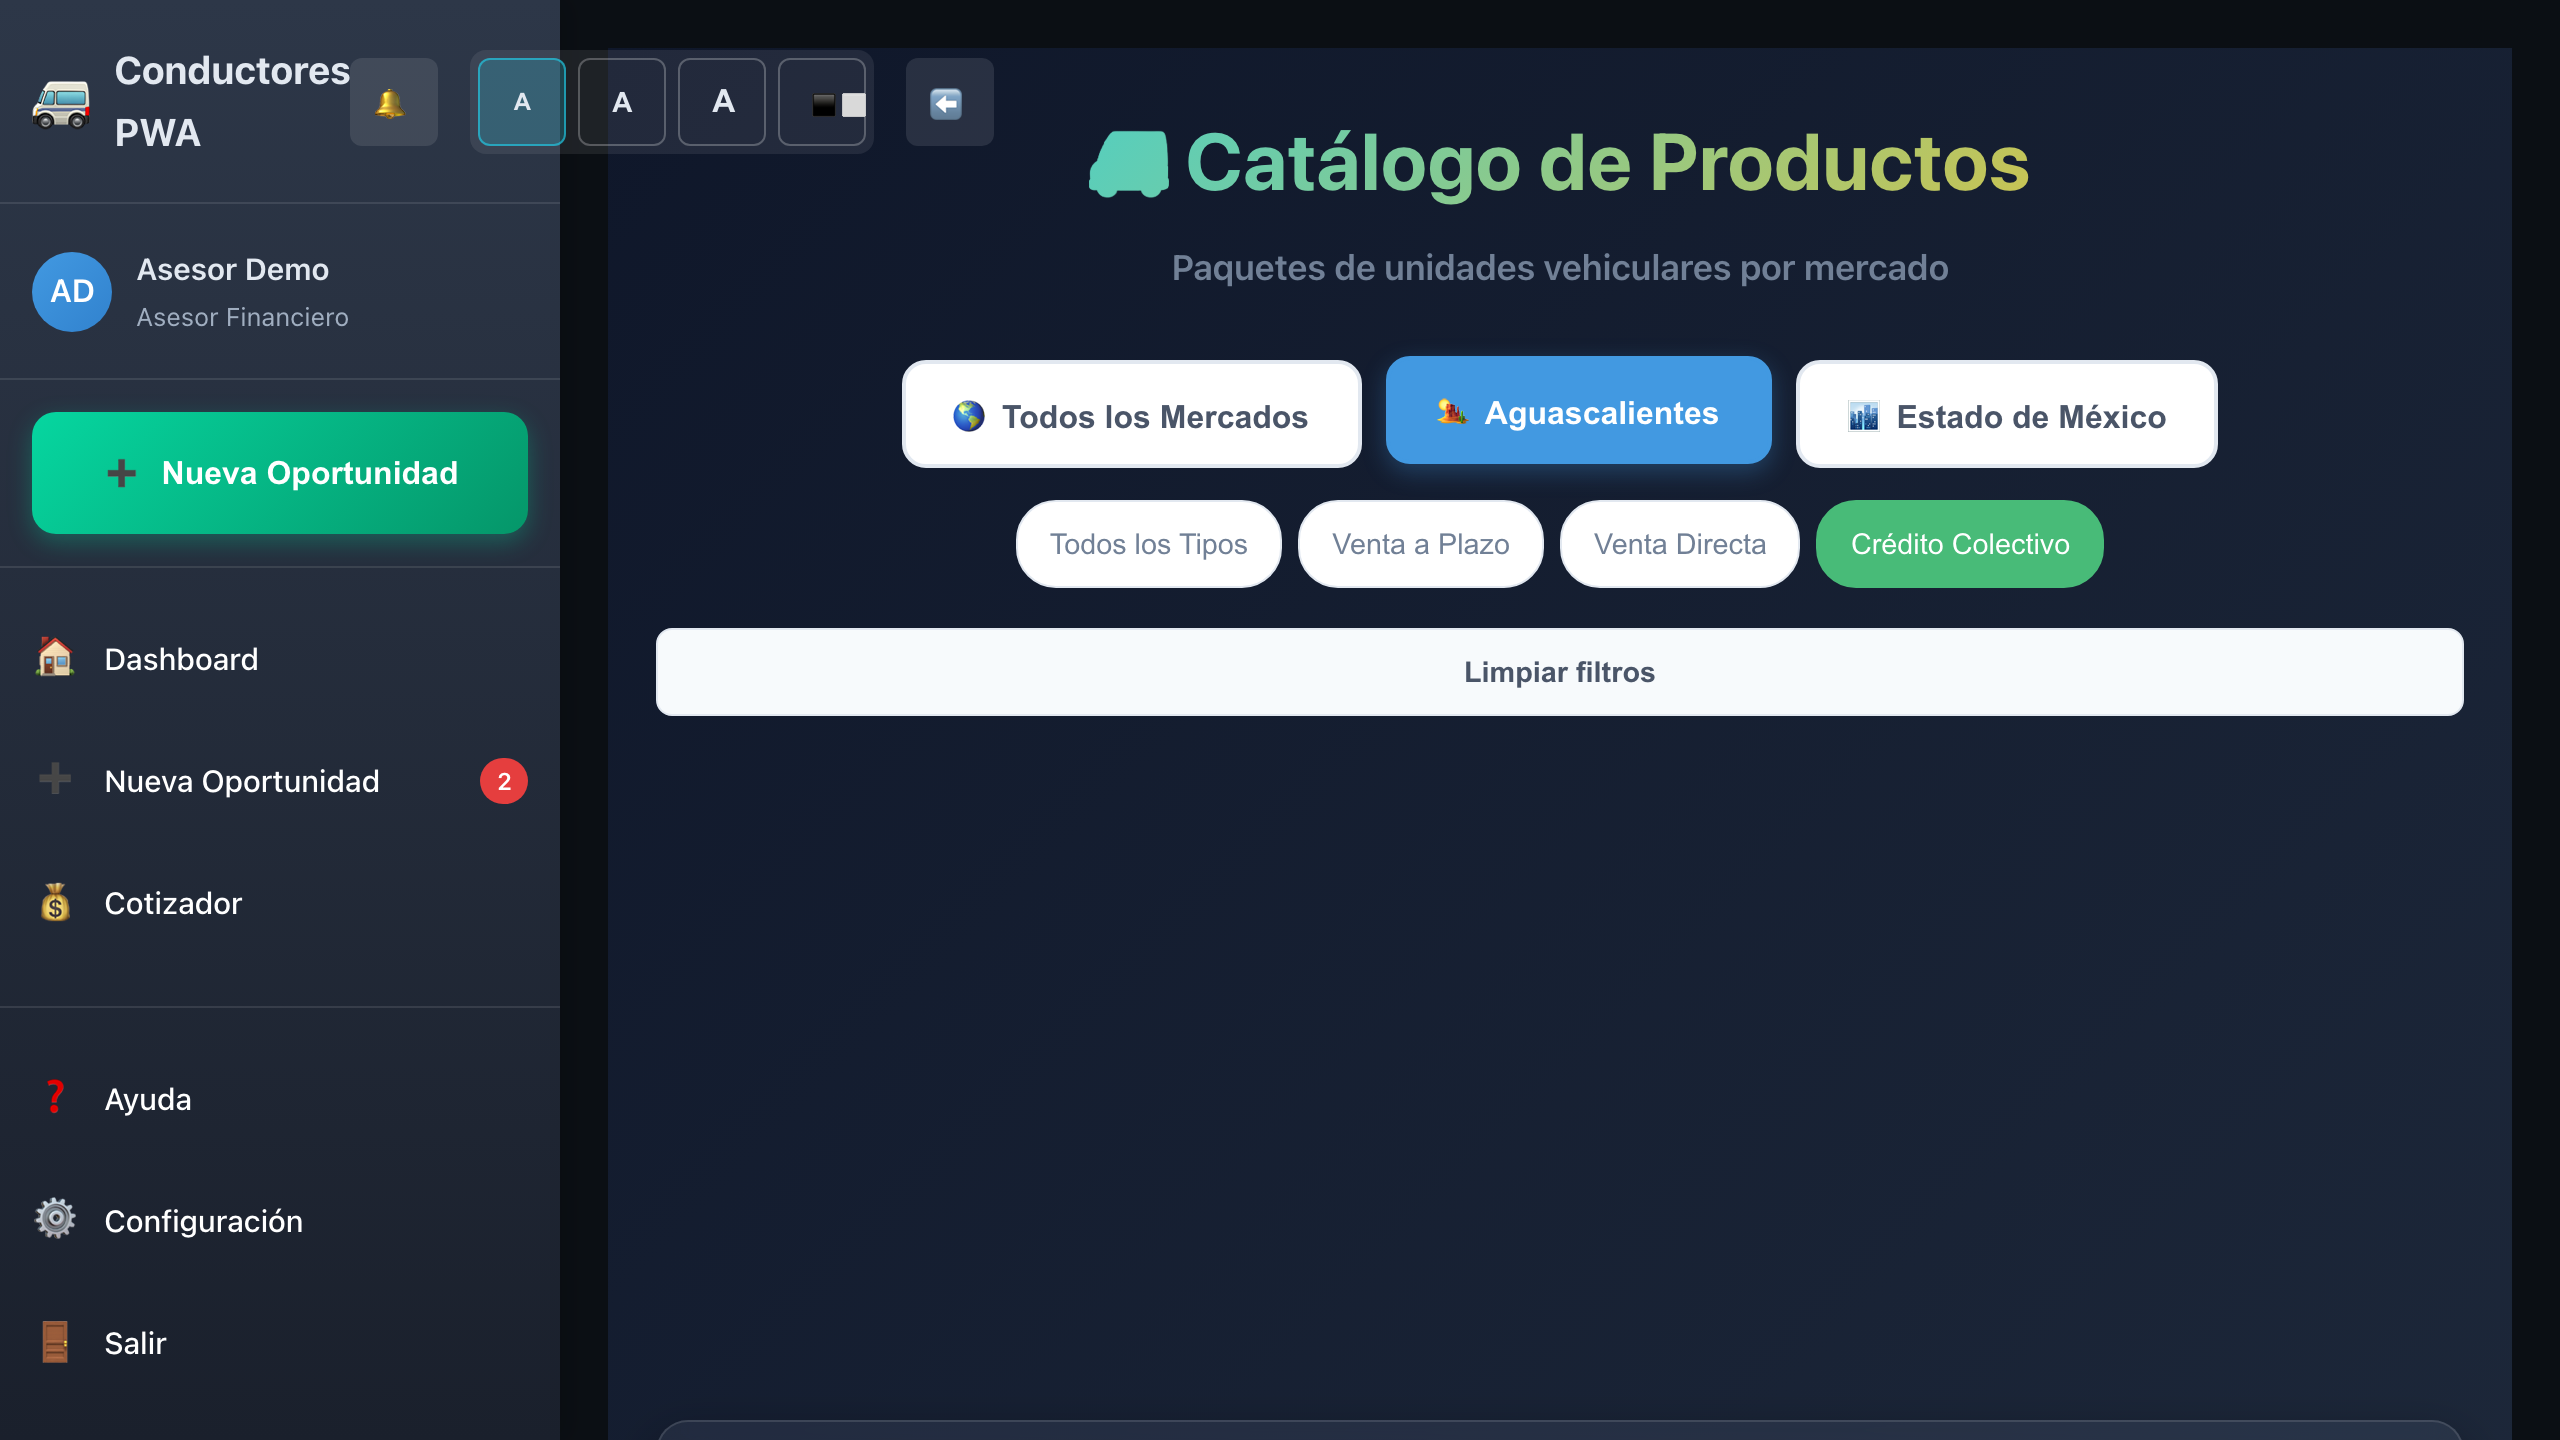 Conductores
PWA
A
A
A
AD
Asesor Demo
Asesor Financiero
Nueva Oportunidad
Dashboard
Nueva Oportunidad
2
Cotizador
Ayuda
Configuración
Salir
Catálogo de Productos
Paquetes de unidades vehiculares por mercado
Todos los Mercados
Aguascalientes
Estado de México
Todos los Tipos
Venta a Plazo
Venta Directa
Crédito Colectivo
Limpiar filtros